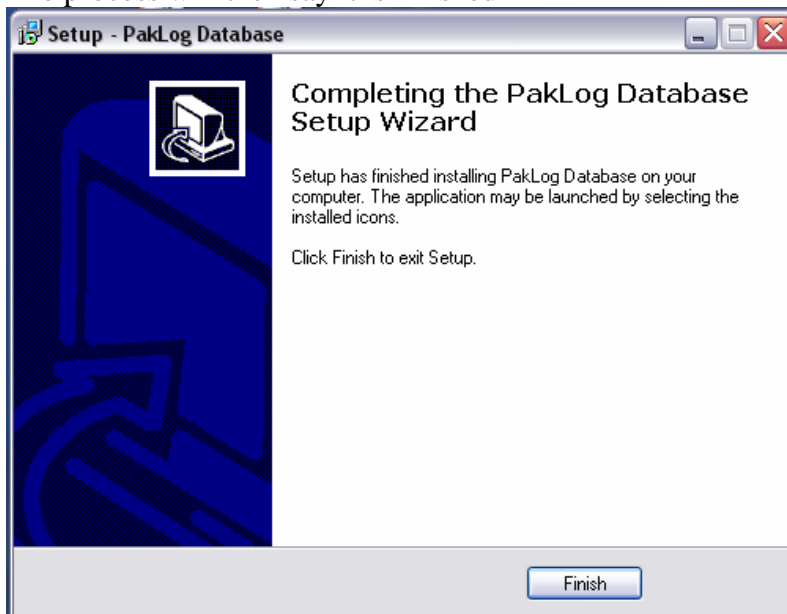 Setup - PakLog Database
Completing the PakLog Database
Setup Wizard
Setup has finished installing PakLog Database on your
computer. The application may be launched by selecting the
installed icons.
Click Finish to exit Setup.
Finish